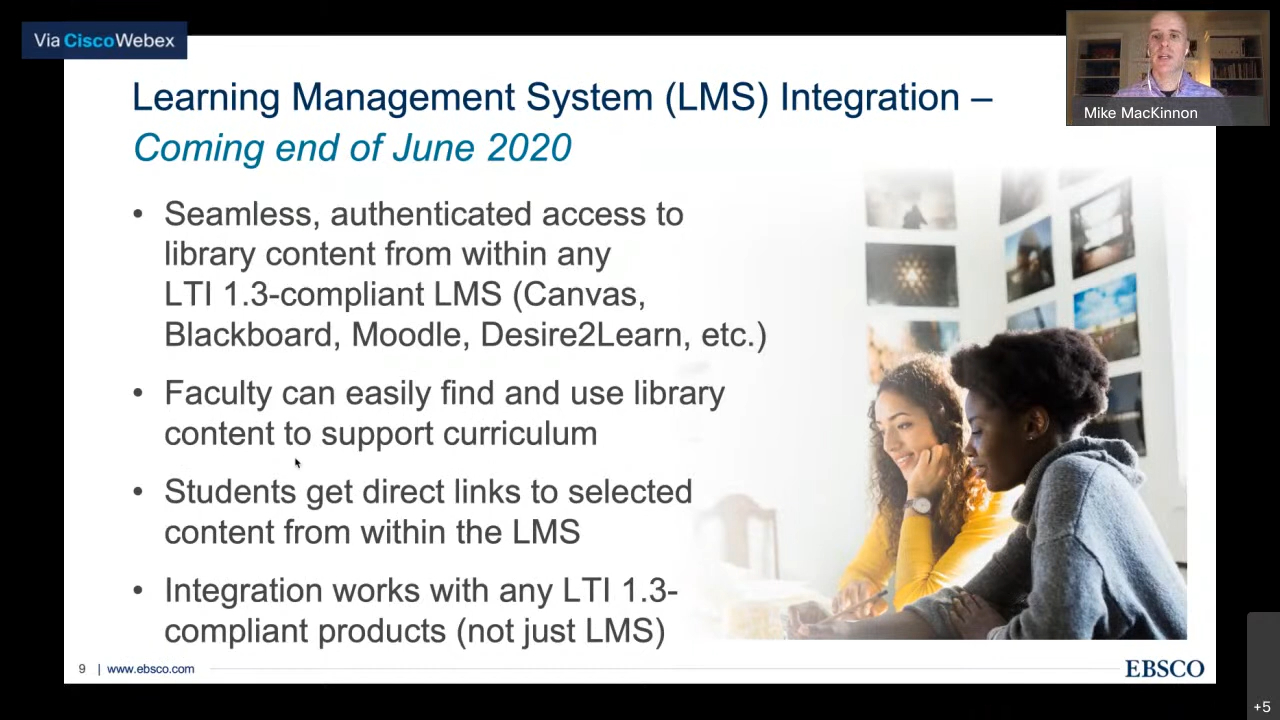 Via CiscoWebex
Mike MacKinnon
Learning Management System (LMS) Integration –
Coming end of June 2020
• Seamless, authenticated access to
library content from within any
LTI 1.3-compliant LMS (Canvas,
Blackboard, Moodle, Desire2Learn, etc.)
• Faculty can easily find and use library
content to support curriculum
• Students get direct links to selected
content from within the LMS
• Integration works with any LTI 1.3-
compliant products (not just LMS)
9 | www.ebsco.com
EBSCO
+5